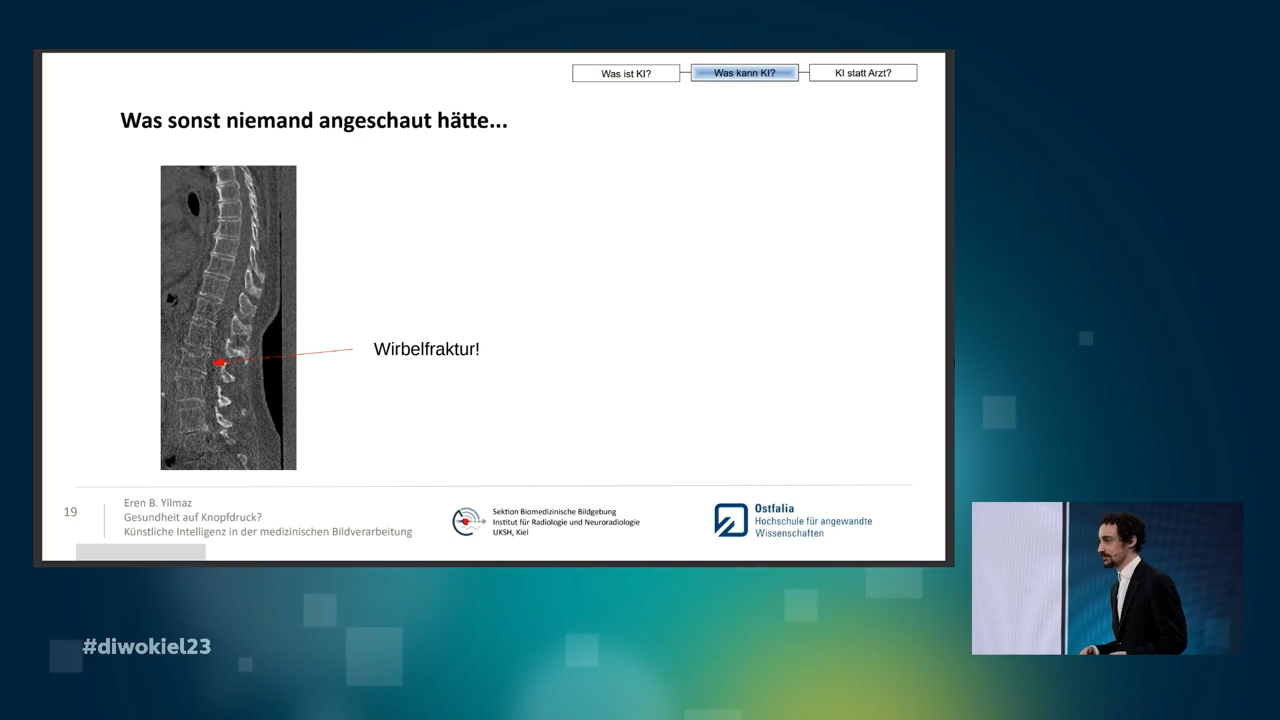 Was ist KI?
Was kann KI?
KI statt Arzt?
Was sonst niemand angeschaut hätte...
Wirbelfraktur!
19
Eren B. Yilmaz
Gesundheit auf Knopfdruck?
Künstliche Intelligenz in der medizinischen Bildverarbeitung
Sektion Biomedizinische Bildgebung
Institut für Radiologie und Neuroradiologie
UKSH, Kiel
Ostfalia
Hochschule für angewandte
Wissenschaften
#diwokiel23